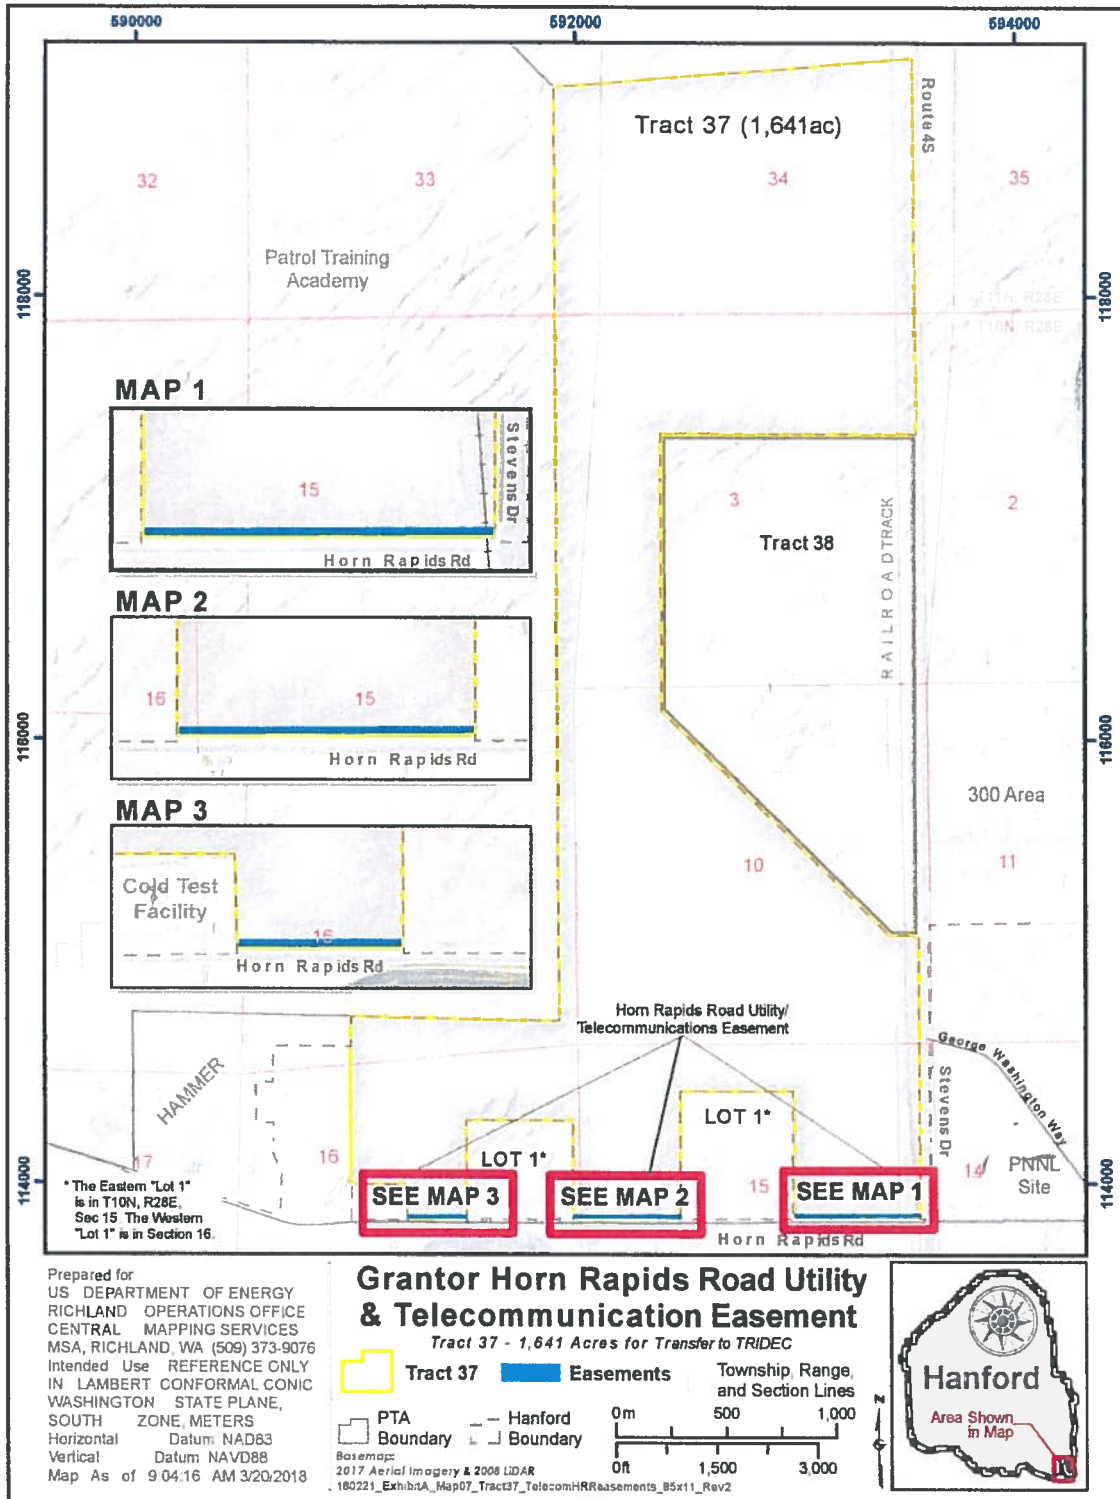 590000
592000
594000
Tract 37 (1,641ac)
Route 4S
32
33
34
35
Patrol Training
Academy
118000
118000
T11N, R28E
T10N, R28E
MAP 1
15
Stevens Dr
Horn Rapids Rd
3
2
Tract 38
RAILROAD TRACK
MAP 2
16
15
Horn Rapids Rd
116000
116000
MAP 3
Cold Test
Facility
16
Horn Rapids Rd
300 Area
10
11
Horn Rapids Road Utility/
Telecommunications Easement
George Washington Way
Stevens Dr
HAMMER
LOT 1*
LOT 1*
17
16
15
14
PNNL
Site
114000
114000
* The Eastern "Lot 1"
is in T10N, R28E,
Sec 15. The Western
"Lot 1" is in Section 16.
SEE MAP 3
SEE MAP 2
SEE MAP 1
Horn Rapids Rd
Prepared for
US DEPARTMENT OF ENERGY
RICHLAND OPERATIONS OFFICE
CENTRAL MAPPING SERVICES
MSA, RICHLAND, WA (509) 373-9076
Intended Use REFERENCE ONLY
IN LAMBERT CONFORMAL CONIC
WASHINGTON STATE PLANE,
SOUTH ZONE, METERS
Horizontal Datum NAD83
Vertical Datum NAVD88
Map As of 9:04:16 AM 3/20/2018
Grantor Horn Rapids Road Utility
& Telecommunication Easement
Tract 37 - 1,641 Acres for Transfer to TRIDEC
Tract 37
Easements
Township, Range,
and Section Lines
PTA
Boundary
Hanford
Boundary
0m 500 1,000
0ft 1,500 3,000
Basemap:
2017 Aerial Imagery & 2008 LiDAR
180221_ExhibitA_Map07_Tract37_TelecomHRReasements_85x11_Rev2
Z
Hanford
Area Shown
in Map